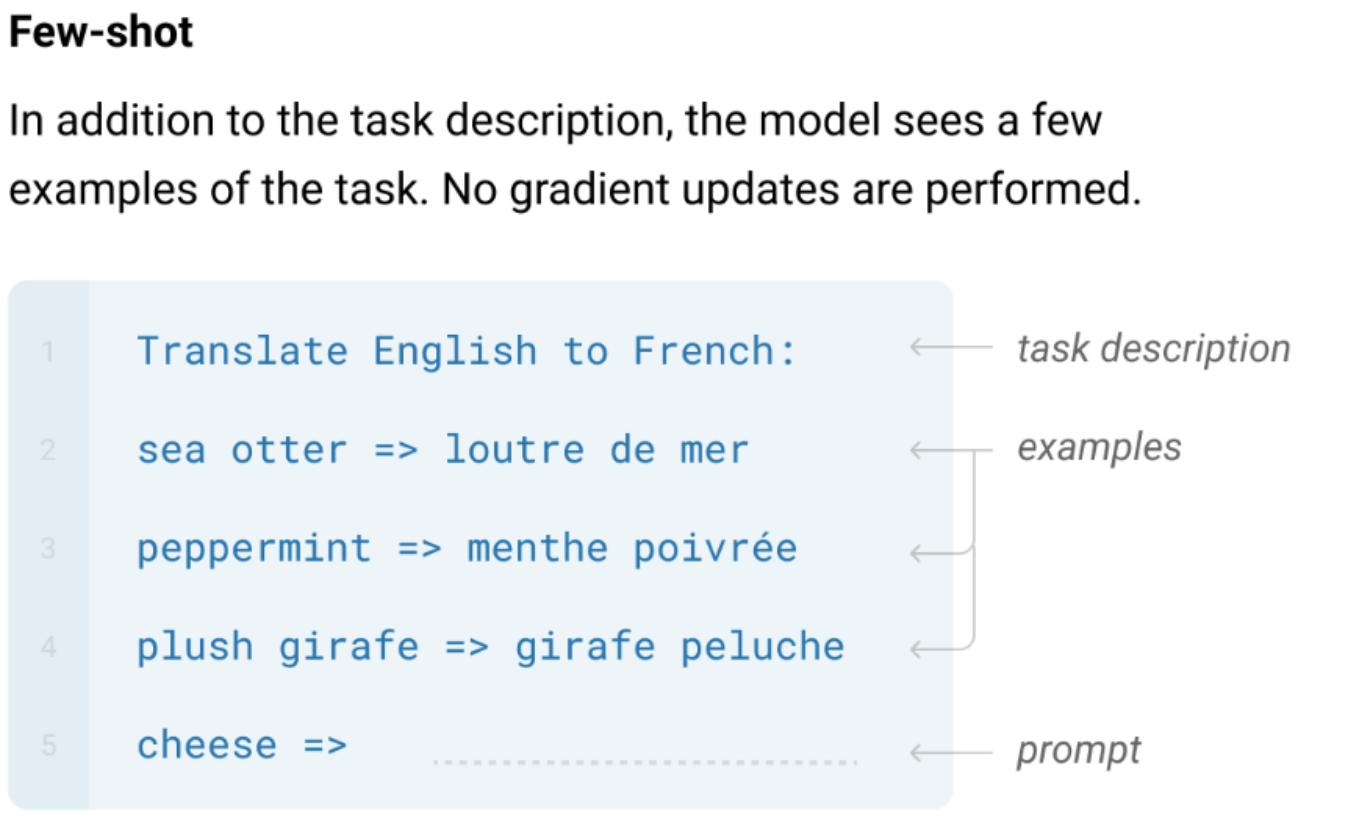 Few-shot
In addition to the task description, the model sees a few
examples of the task. No gradient updates are performed.
1 Translate English to French: task description
2 sea otter => loutre de mer examples
3 peppermint => menthe poivrée
4 plush girafe => girafe peluche
5 cheese => prompt